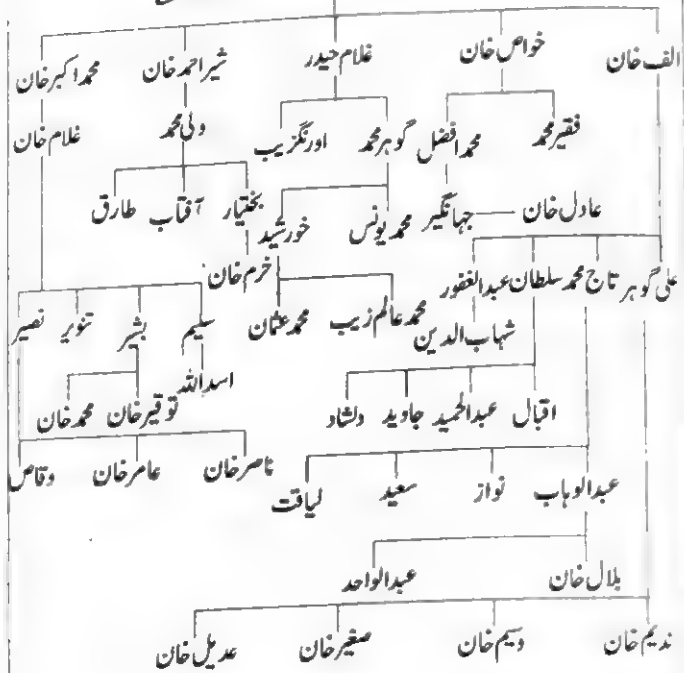 الف خان خواص خان غلام حیدر شیر احمد خان محمد اکبر خان
فقیر محمد محمد افضل گوہر محمد اورنگزیب ولی محمد غلام خان
عادل خان جہانگیر محمد یونس خورشید بختیار آفتاب طارق
علی گوہر تاج محمد سلطان عبدالغفور خرم خان
شہاب الدین محمد عالم زیب محمد عثمان سلیم بشیر تنویر نصیر
اسد اللہ
اقبال عبدالحمید جاوید دلشاد توقیر خان محمد خان
ناصر خان عامر خان وقاص
عبدالوہاب نواز سعید لیاقت
بلال خان عبدالواحد
ندیم خان وسیم خان صغیر خان عدیل خان